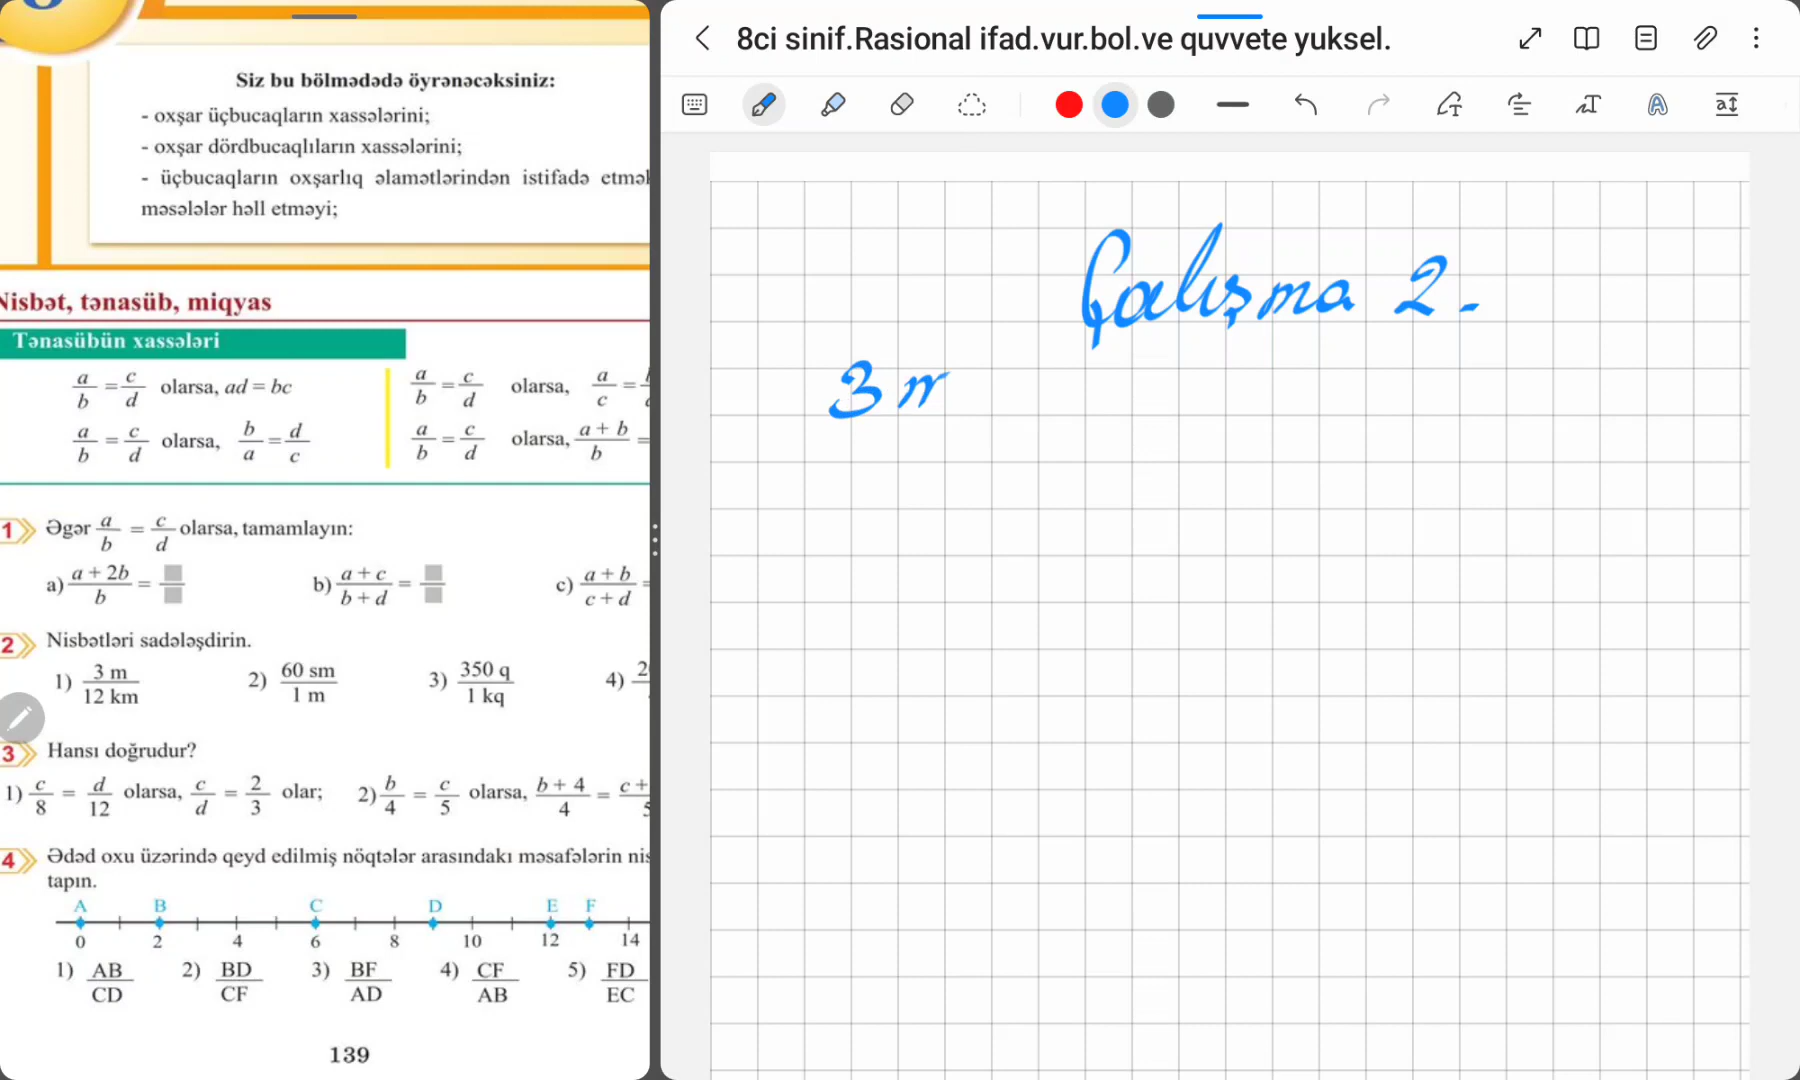 Siz bu bölmədədə öyrənəcəksiniz:
- oxşar üçbucaqların xassələrini;
- oxşar dördbucaqlıların xassələrini;
- üçbucaqların oxşarlıq əlamətlərindən istifadə
məsələlər həll etməyi;
Nisbət, tənasüb, miqyas
Tənasübün xassələri
a/b = c/d olarsa, ad = bc
a/b = c/d olarsa, a/c =
a/b = c/d olarsa, b/a = d/c
a/b = c/d olarsa, a + b/b =
1 Əgər a/b = c/d olarsa, tamamlayın:
a) a + 2b/b = b) a + c/b + d = c) a + b/c + d =
2 Nisbətləri sadələşdirin.
1) 3 m/12 km 2) 60 sm/1 m 3) 350 q/1 kq 4)
3 Hansı doğrudur?
1) c/8 = d/12 olarsa, c/d = 2/3 olar; 2) b/4 = c/5 olarsa, b + 4/4 =
4 Ədəd oxu üzərində qeyd edilmiş nöqtələr arasındakı məsafələrin
tapın.
A B C D E F
0 2 4 6 8 10 12 14
1) AB/CD 2) BD/CF 3) BF/AD 4) CF/AB 5) FD/EC
139
8ci sinif.Rasional ifad.vur.bol.ve quvvete yuksel.
Çalışma 2.
3